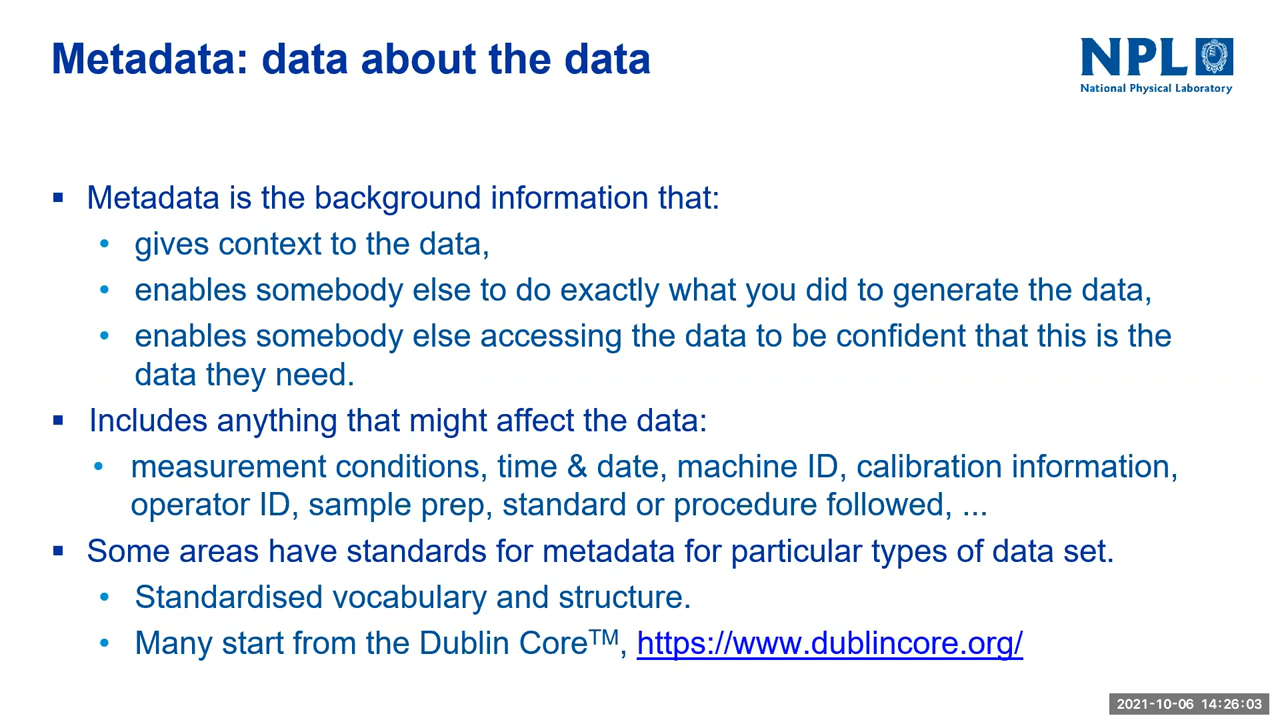 Metadata: data about the data
NPL
National Physical Laboratory
▪ Metadata is the background information that:
• gives context to the data,
• enables somebody else to do exactly what you did to generate the data,
• enables somebody else accessing the data to be confident that this is the
data they need.
▪ Includes anything that might affect the data:
• measurement conditions, time & date, machine ID, calibration information,
operator ID, sample prep, standard or procedure followed, ...
▪ Some areas have standards for metadata for particular types of data set.
• Standardised vocabulary and structure.
• Many start from the Dublin Core™, https://www.dublincore.org/
2021-10-06 14:26:03